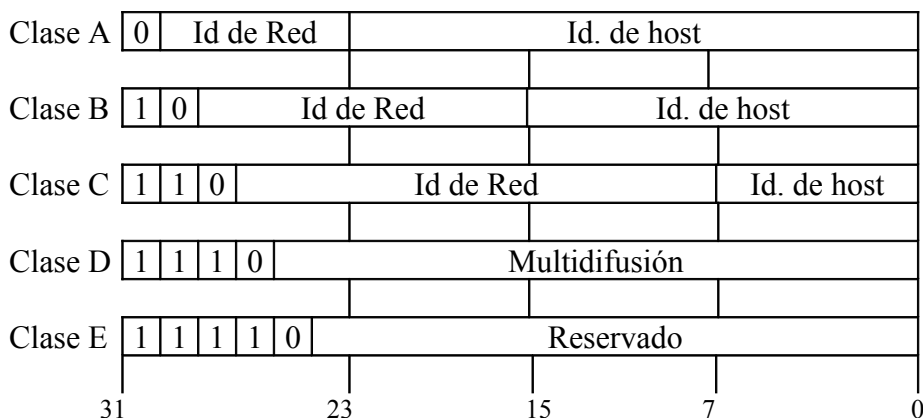 Clase A 0 Id de Red Id. de host
Clase B 1 0 Id de Red Id. de host
Clase C 1 1 0 Id de Red Id. de host
Clase D 1 1 1 0 Multidifusión
Clase E 1 1 1 1 0 Reservado
31 23 15 7 0